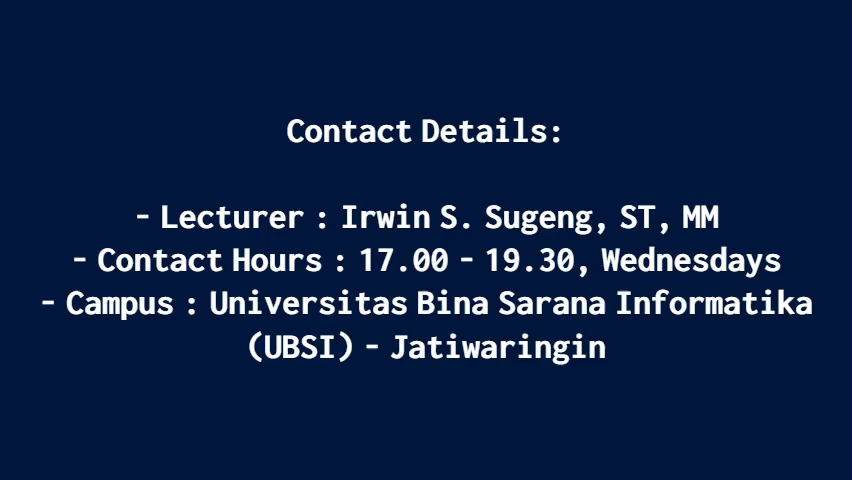 Contact Details:
- Lecturer : Irwin S. Sugeng, ST, MM
- Contact Hours : 17.00 - 19.30, Wednesdays
- Campus : Universitas Bina Sarana Informatika
(UBSI) - Jatiwaringin